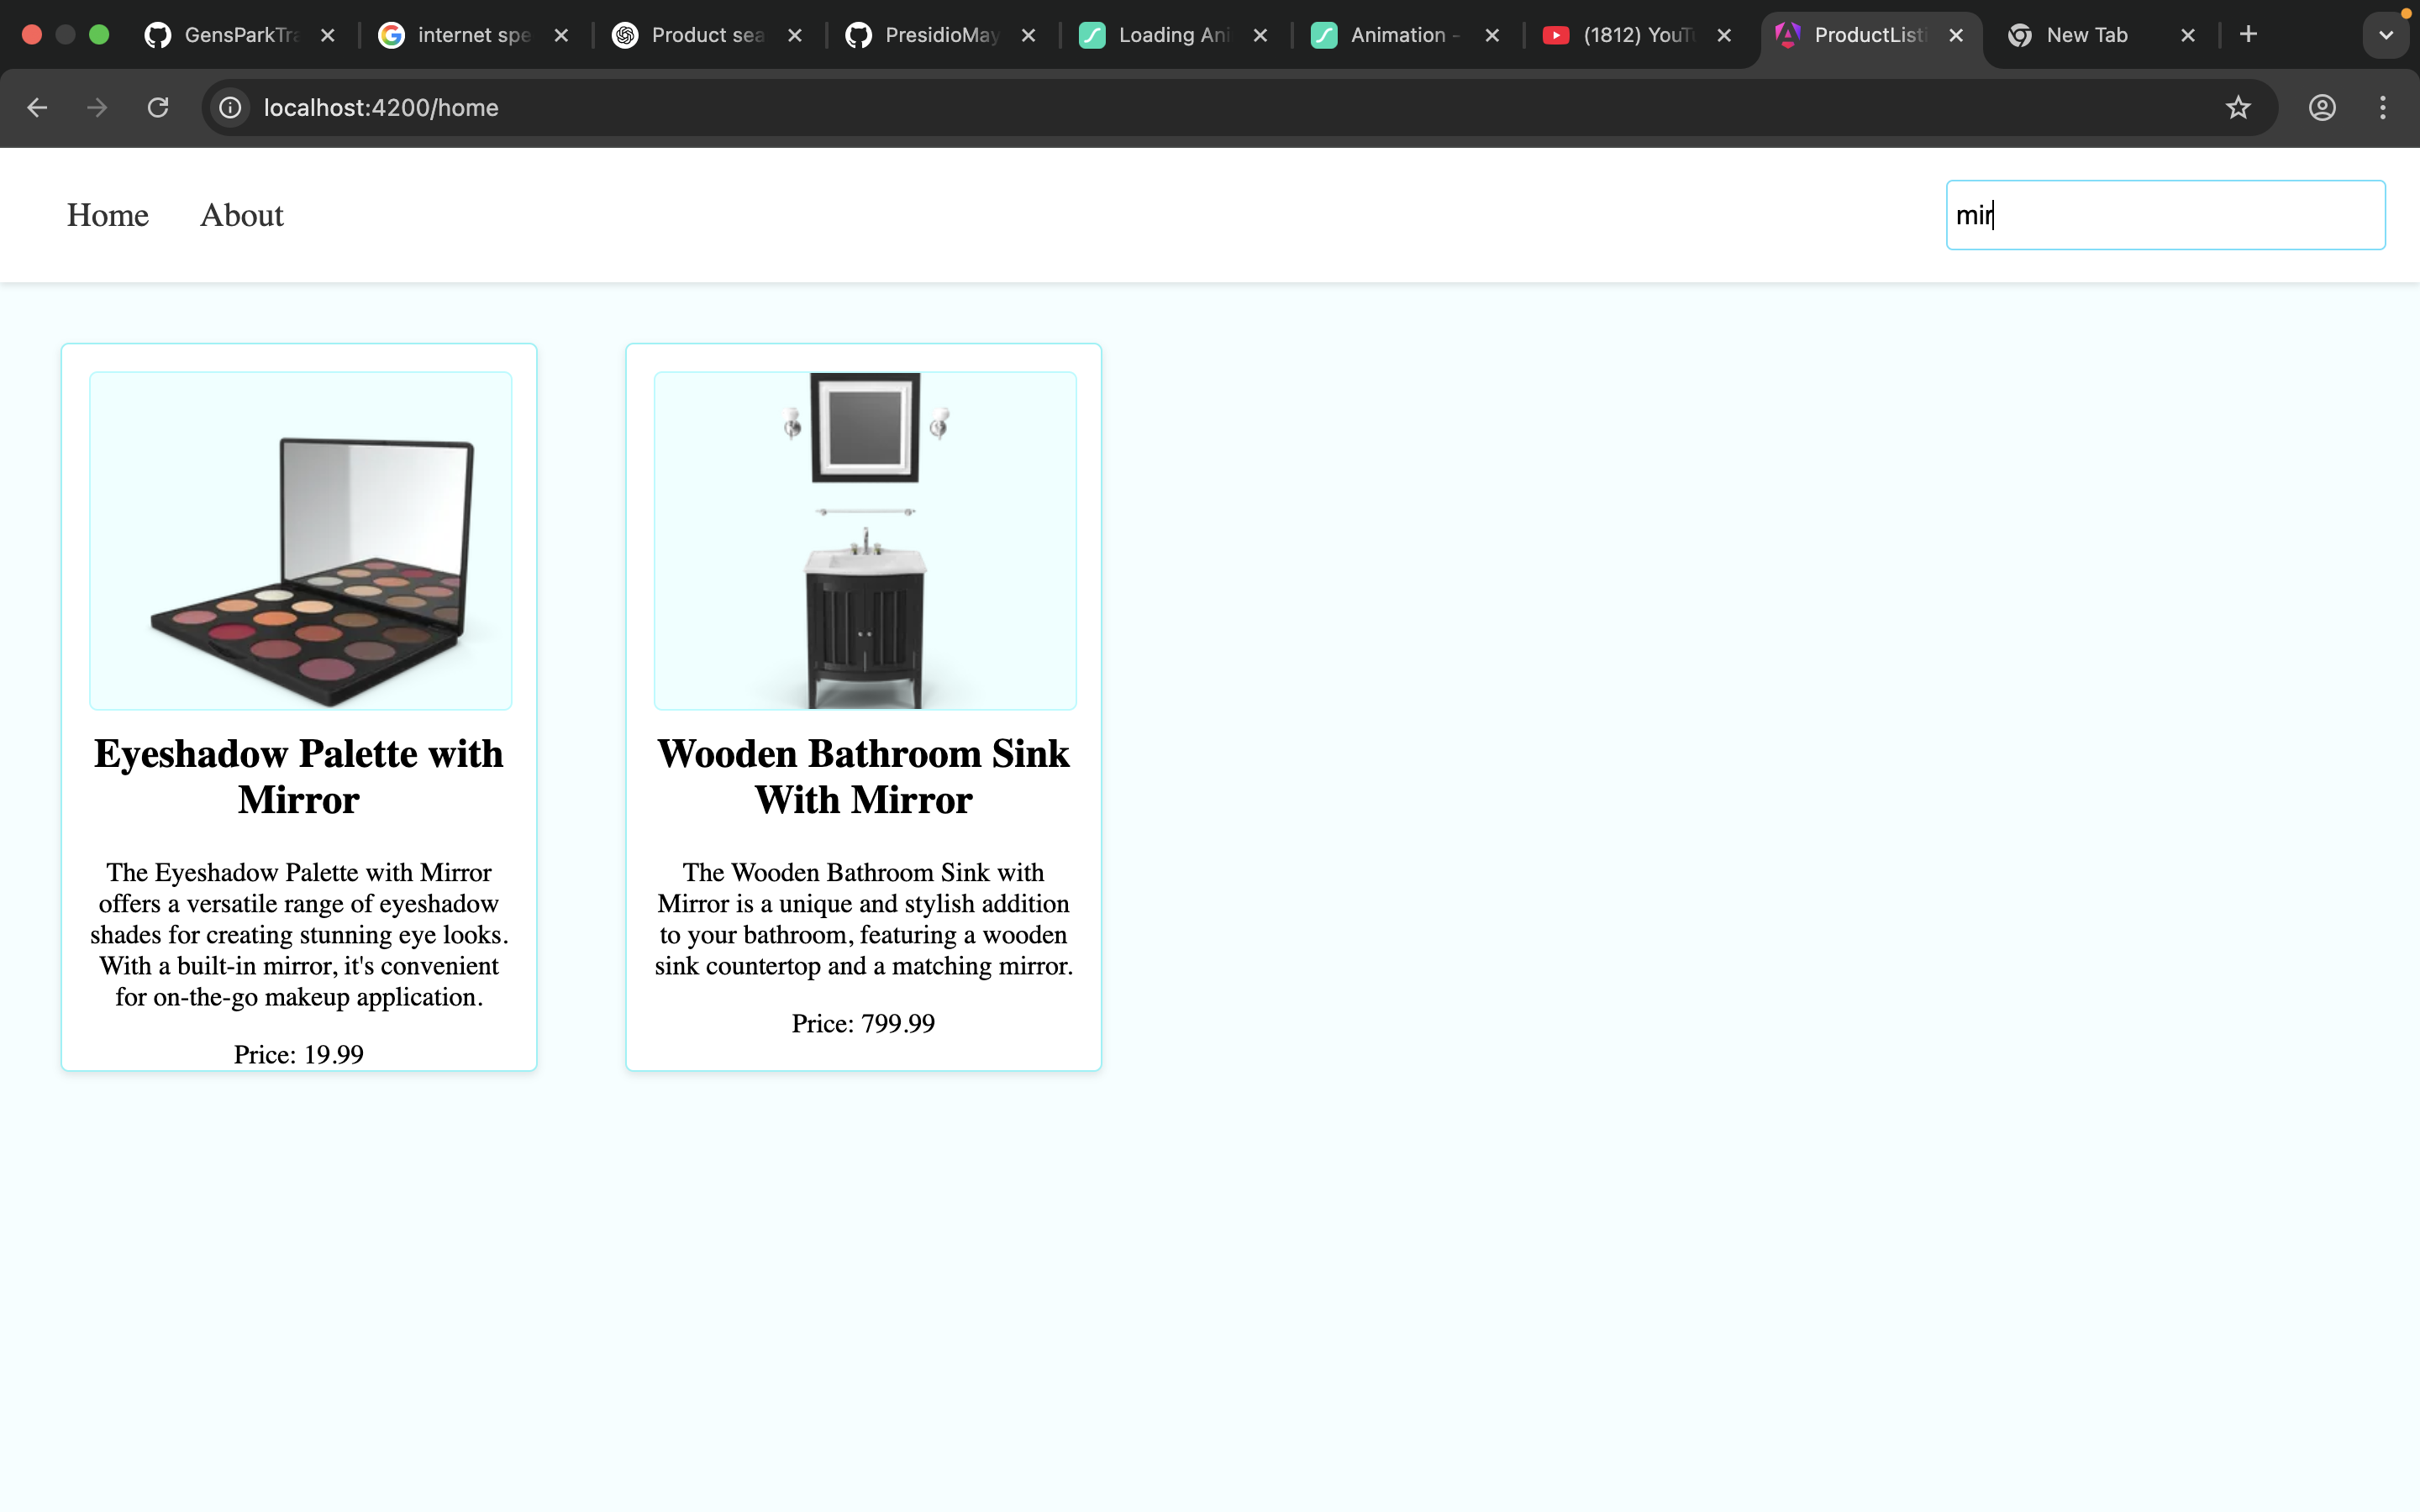 GensParkTra
internet spe
Product sea
PresidioMay
Loading Ani
Animation -
(1812) YouT
ProductListi
New Tab
localhost:4200/home
Home
About
mir
Eyeshadow Palette with
Mirror
The Eyeshadow Palette with Mirror
offers a versatile range of eyeshadow
shades for creating stunning eye looks.
With a built-in mirror, it's convenient
for on-the-go makeup application.
Price: 19.99
Wooden Bathroom Sink
With Mirror
The Wooden Bathroom Sink with
Mirror is a unique and stylish addition
to your bathroom, featuring a wooden
sink countertop and a matching mirror.
Price: 799.99